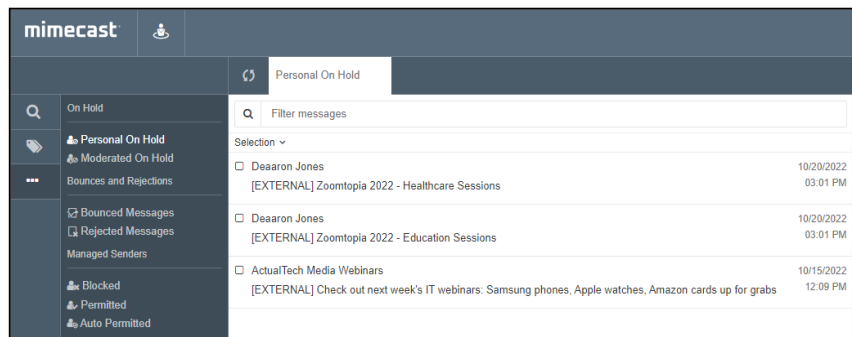 mimecast
Personal On Hold
On Hold
Personal On Hold
Moderated On Hold
Bounces and Rejections
Bounced Messages
Rejected Messages
Managed Senders
Blocked
Permitted
Auto Permitted
Filter messages
Selection
Deaaron Jones 10/20/2022
[EXTERNAL] Zoomtopia 2022 - Healthcare Sessions 03:01 PM
Deaaron Jones 10/20/2022
[EXTERNAL] Zoomtopia 2022 - Education Sessions 03:01 PM
ActualTech Media Webinars 10/15/2022
[EXTERNAL] Check out next week's IT webinars: Samsung phones, Apple watches, Amazon cards up for grabs 12:09 PM